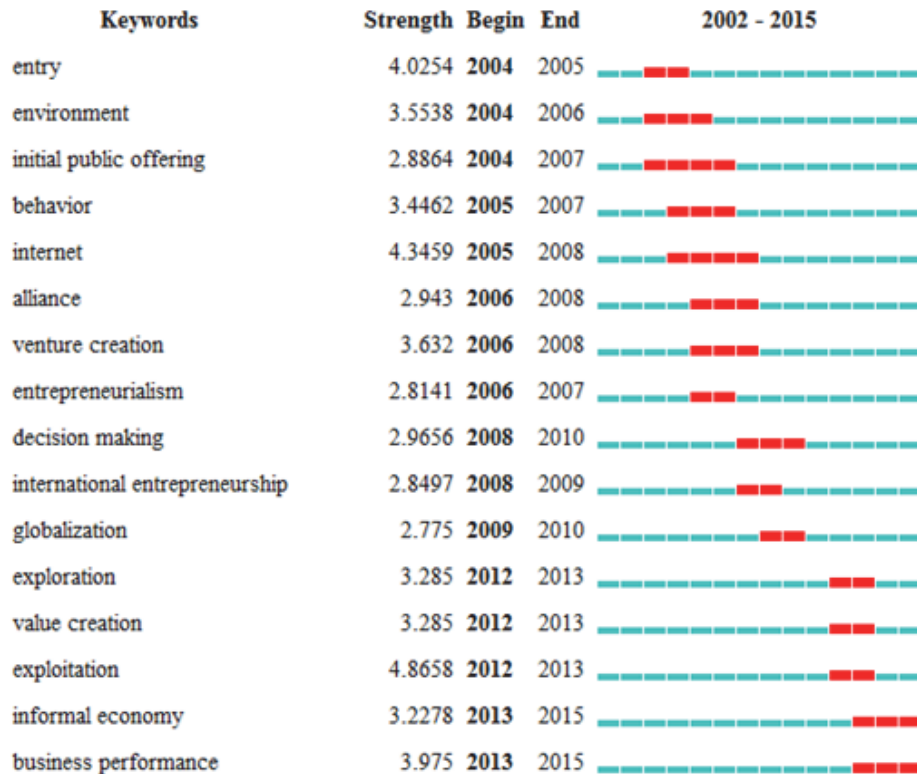 Keywords Strength Begin End 2002 - 2015
entry 4.0254 2004 2005
environment 3.5538 2004 2006
initial public offering 2.8864 2004 2007
behavior 3.4462 2005 2007
internet 4.3459 2005 2008
alliance 2.943 2006 2008
venture creation 3.632 2006 2008
entrepreneurialism 2.8141 2006 2007
decision making 2.9656 2008 2010
international entrepreneurship 2.8497 2008 2009
globalization 2.775 2009 2010
exploration 3.285 2012 2013
value creation 3.285 2012 2013
exploitation 4.8658 2012 2013
informal economy 3.2278 2013 2015
business performance 3.975 2013 2015